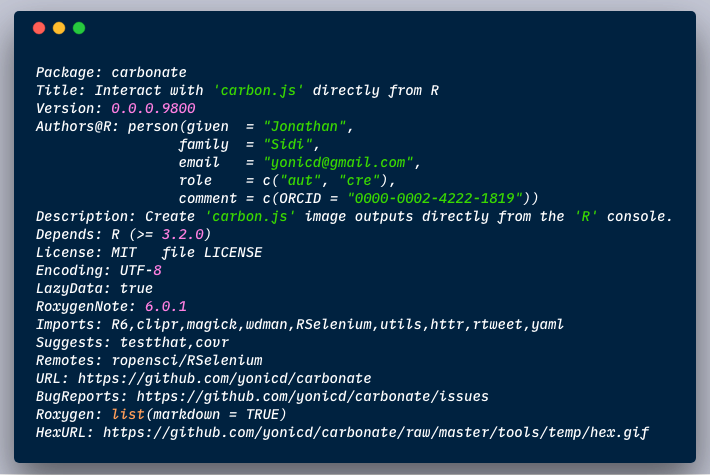 Package: carbonate
Title: Interact with 'carbon.js' directly from R
Version: 0.0.0.9800
Authors@R: person(given  = "Jonathan",
                 family  = "Sidi",
                 email   = "yonicd@gmail.com",
                 role    = c("aut", "cre"),
                 comment = c(ORCID = "0000-0002-4222-1819"))
Description: Create 'carbon.js' image outputs directly from the 'R' console.
Depends: R (>= 3.2.0)
License: MIT   file LICENSE
Encoding: UTF-8
LazyData: true
RoxygenNote: 6.0.1
Imports: R6,clipr,magick,wdman,RSelenium,utils,httr,rtweet,yaml
Suggests: testthat,covr
Remotes: ropensci/RSelenium
URL: https://github.com/yonicd/carbonate
BugReports: https://github.com/yonicd/carbonate/issues
Roxygen: list(markdown = TRUE)
HexURL: https://github.com/yonicd/carbonate/raw/master/tools/temp/hex.gif